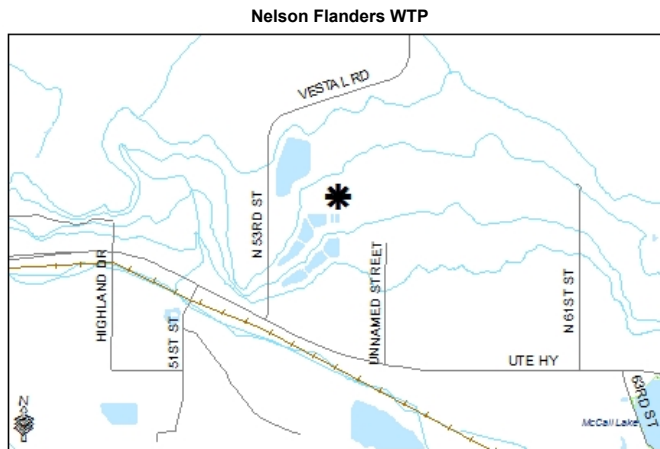 Nelson Flanders WTP
VESTAL RD
N 53RD ST
HIGHLAND DR
51ST ST
UNNAMED STREET
N 61ST ST
UTE HY
63RD ST
McCall Lake
N